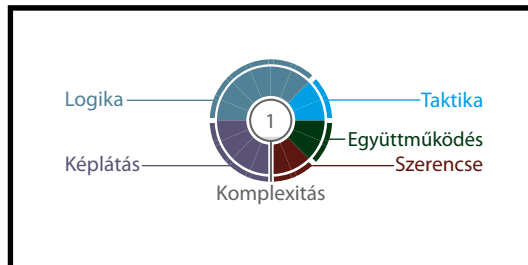 Logika
Taktika
1
Együttműködés
Képlátás
Szerencse
Komplexitás